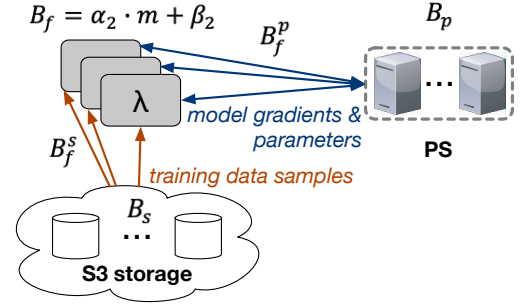 B_f = α_2 · m + β_2
B_f^p
B_p
...
λ
model gradients &
parameters
PS
B_f^s
training data samples
B_s
...
S3 storage